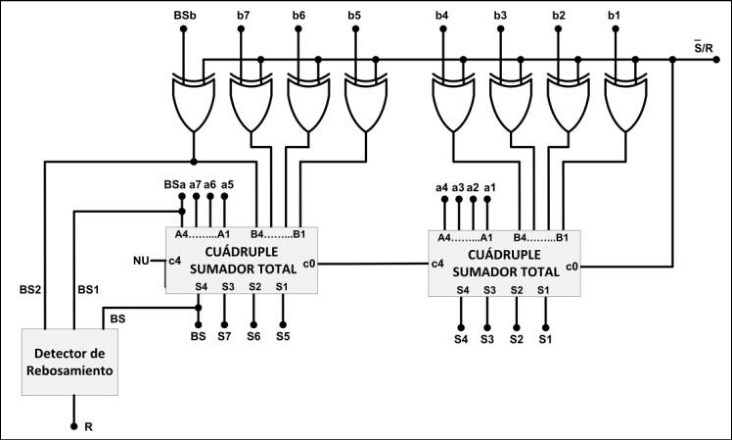 BSb b7 b6 b5 b4 b3 b2 b1
S̅/R
BSa a7 a6 a5 a4 a3 a2 a1
A4.........A1 B4.........B1 A4.........A1 B4.........B1
CUÁDRUPLE
SUMADOR TOTAL
NU c4 c0
S4 S3 S2 S1
CUÁDRUPLE
SUMADOR TOTAL
c4 c0
S4 S3 S2 S1
BS2 BS1 BS
BS S7 S6 S5 S4 S3 S2 S1
Detector de
Rebosamiento
R